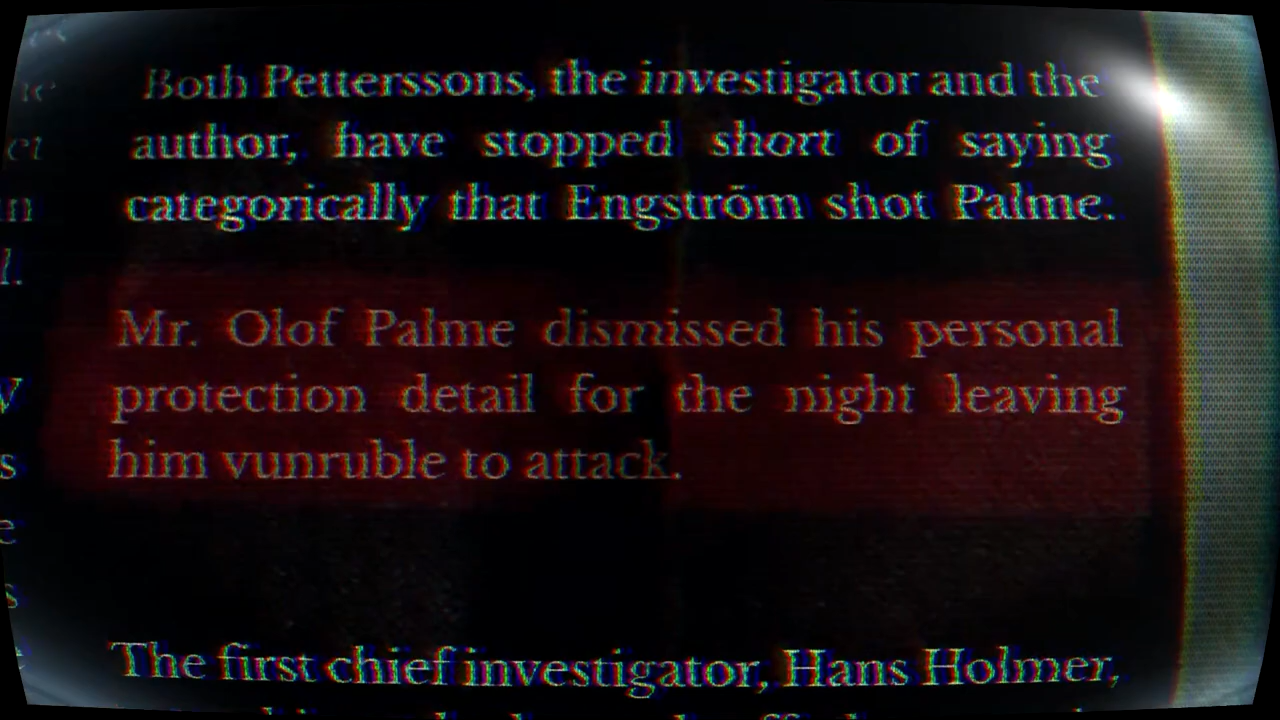 Both Petterssons, the investigator and the
author, have stopped short of saying
categorically that Engström shot Palme.
Mr. Olof Palme dismissed his personal
protection detail for the night leaving
him vunruble to attack.
The first chief investigator, Hans Holmer,